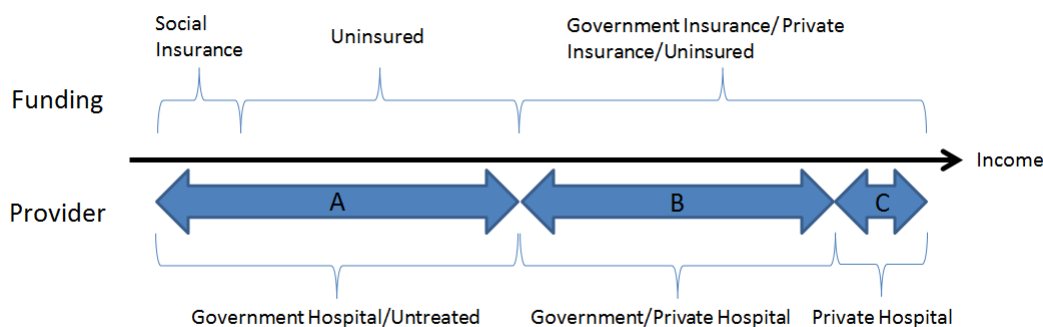 Social
Insurance
Uninsured
Government Insurance/ Private
Insurance/Uninsured
Funding
Income
Provider
A
B
C
Government Hospital/Untreated
Government/Private Hospital
Private Hospital